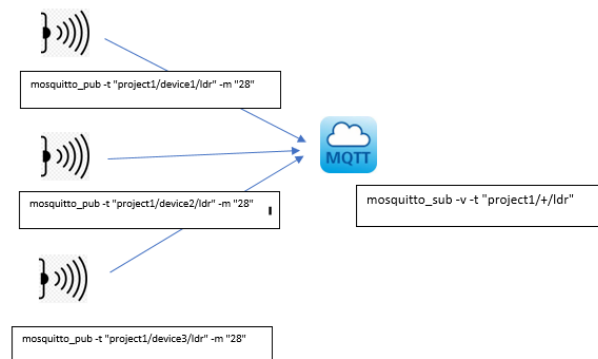 mosquitto_pub -t "project1/device1/ldr" -m "28"
MQTT
mosquitto_pub -t "project1/device2/ldr" -m "28"
mosquitto_sub -v -t "project1/+/ldr"
mosquitto_pub -t "project1/device3/ldr" -m "28"